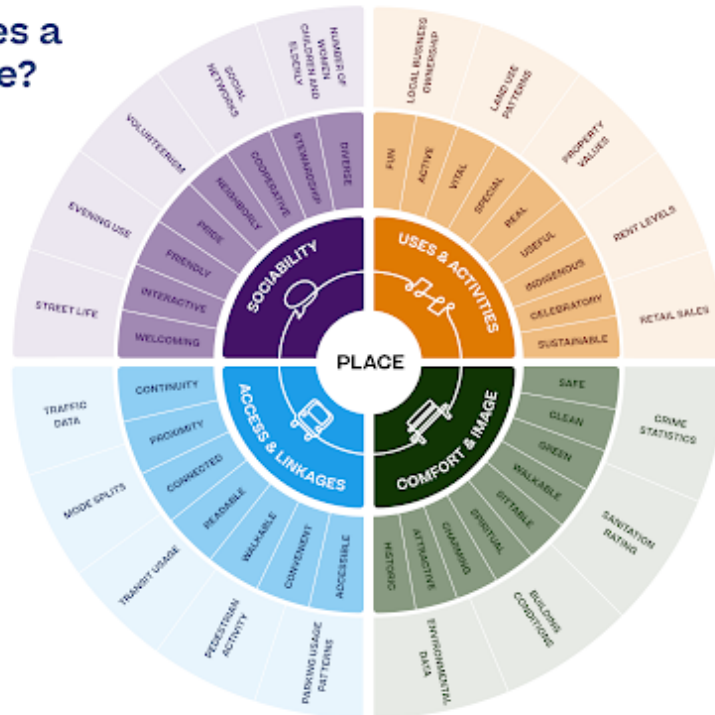 es a
e?
NUMBER OF
WOMEN
CHILDREN AND
ELDERLY
SOCIAL
NETWORKS
VOLUNTEERISM
EVENING USE
STREET LIFE
DIVERSE
STEWARDSHIP
COOPERATIVE
NEIGHBORLY
PRIDE
FRIENDLY
INTERACTIVE
WELCOMING
SOCIABILITY
LOCAL BUSINESS
OWNERSHIP
LAND USE
PATTERNS
PROPERTY
VALUES
RENT LEVELS
RETAIL SALES
FUN
ACTIVE
VITAL
SPECIAL
REAL
USEFUL
INDIGENOUS
CELEBRATORY
SUSTAINABLE
USES & ACTIVITIES
PLACE
ACCESS & LINKAGES
CONTINUITY
PROXIMITY
CONNECTED
READABLE
WALKABLE
CONVENIENT
ACCESSIBLE
TRAFFIC
DATA
MODE SPLITS
TRANSIT USAGE
PEDESTRIAN
ACTIVITY
PARKING USAGE
PATTERNS
COMFORT & IMAGE
SAFE
CLEAN
GREEN
WALKABLE
SITTABLE
SPIRITUAL
CHARMING
ATTRACTIVE
HISTORIC
CRIME
STATISTICS
SANITATION
RATING
BUILDING
CONDITIONS
ENVIRONMENTAL
DATA